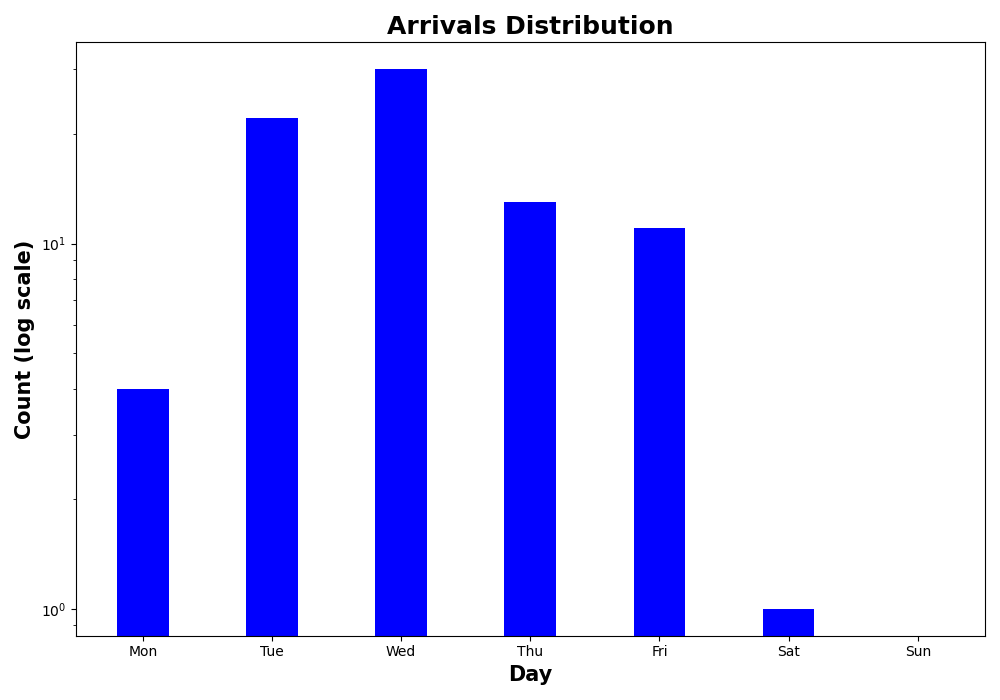 Arrivals Distribution
Count (log scale)
10¹
10⁰
Mon Tue Wed Thu Fri Sat Sun
Day